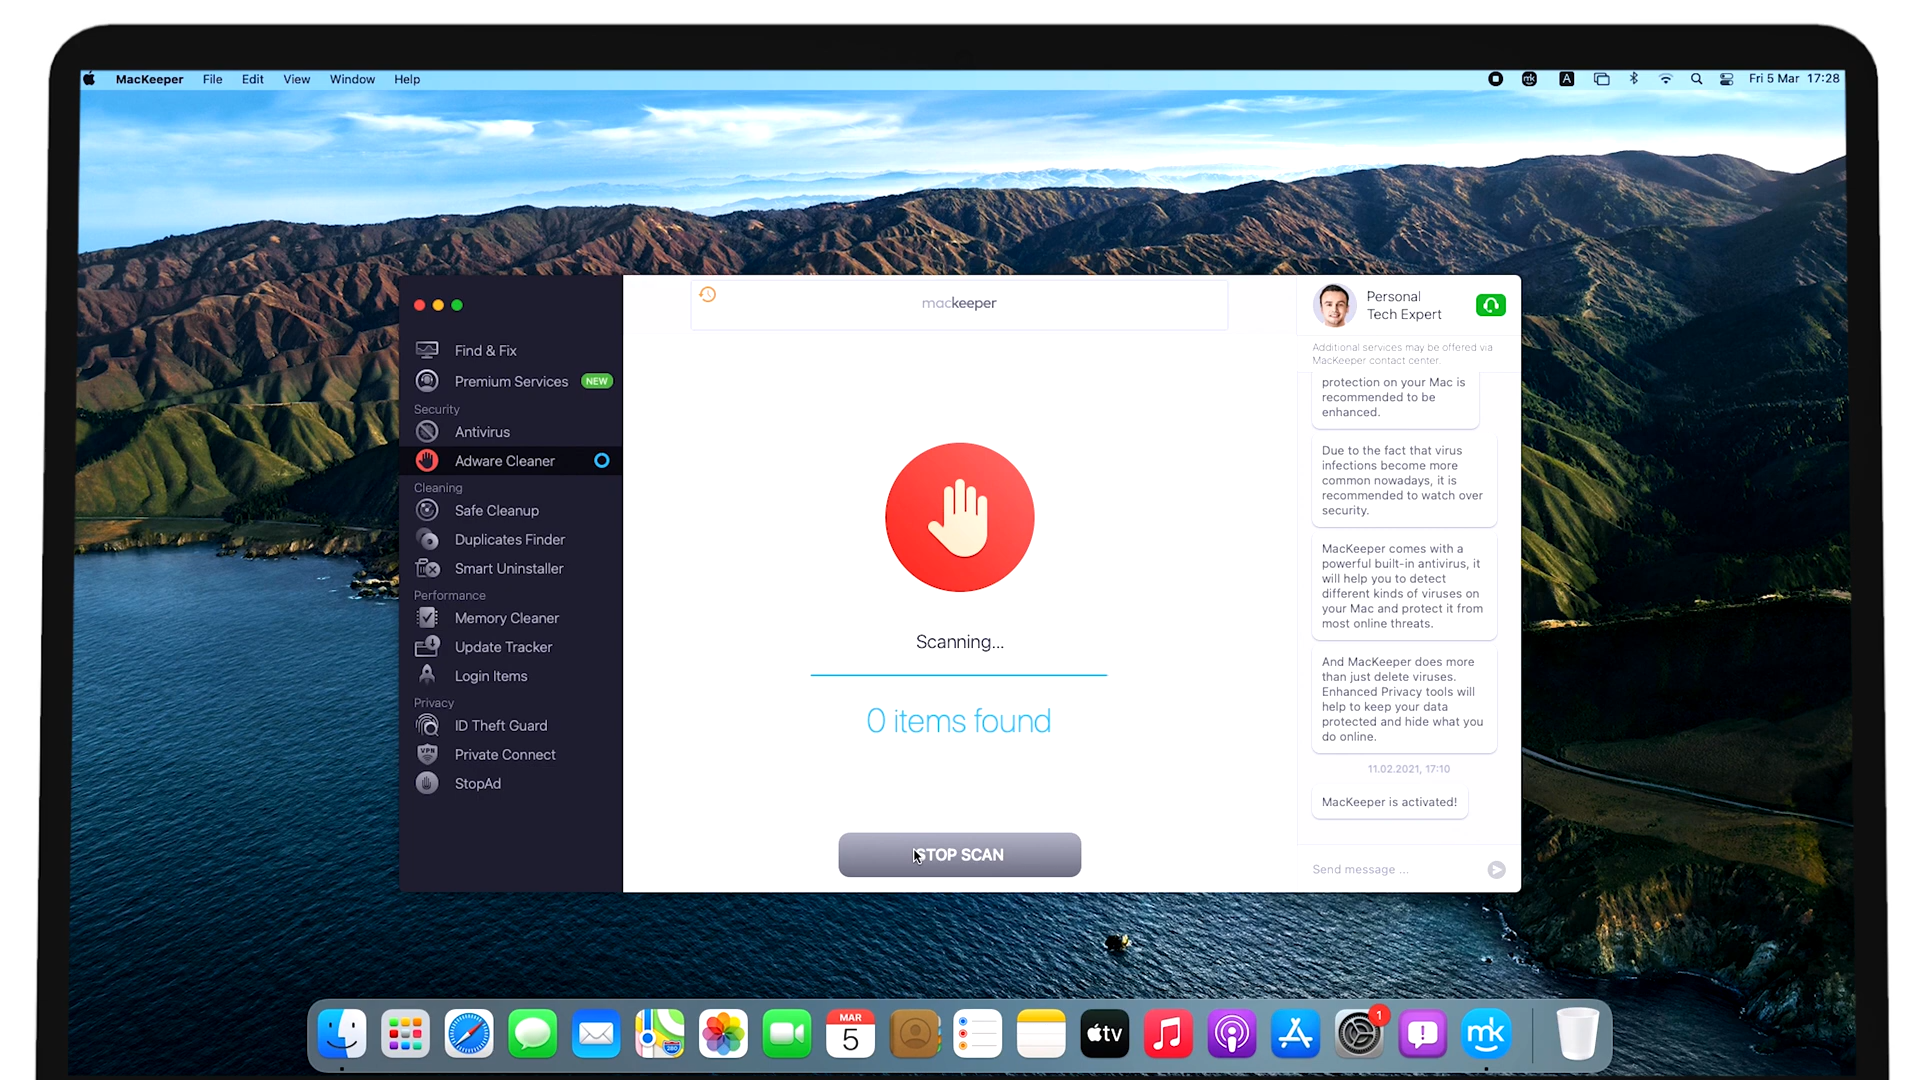 MacKeeper File Edit View Window Help
A
Fri 5 Mar 17:28
mackeeper
Find & Fix
Premium Services NEW
Security
Antivirus
Adware Cleaner
Cleaning
Safe Cleanup
Duplicates Finder
Smart Uninstaller
Performance
Memory Cleaner
Update Tracker
Login Items
Privacy
ID Theft Guard
VPN
Private Connect
StopAd
Scanning...
0 items found
STOP SCAN
Personal
Tech Expert
Additional services may be offered via
MacKeeper contact center.
protection on your Mac is
recommended to be
enhanced.
Due to the fact that virus
infections become more
common nowadays, it is
recommended to watch over
security.
MacKeeper comes with a
powerful built-in antivirus, it
will help you to detect
different kinds of viruses on
your Mac and protect it from
most online threats.
And MacKeeper does more
than just delete viruses.
Enhanced Privacy tools will
help to keep your data
protected and hide what you
do online.
11.02.2021, 17:10
MacKeeper is activated!
Send message ...
MAR
5
280
tv
1
mk